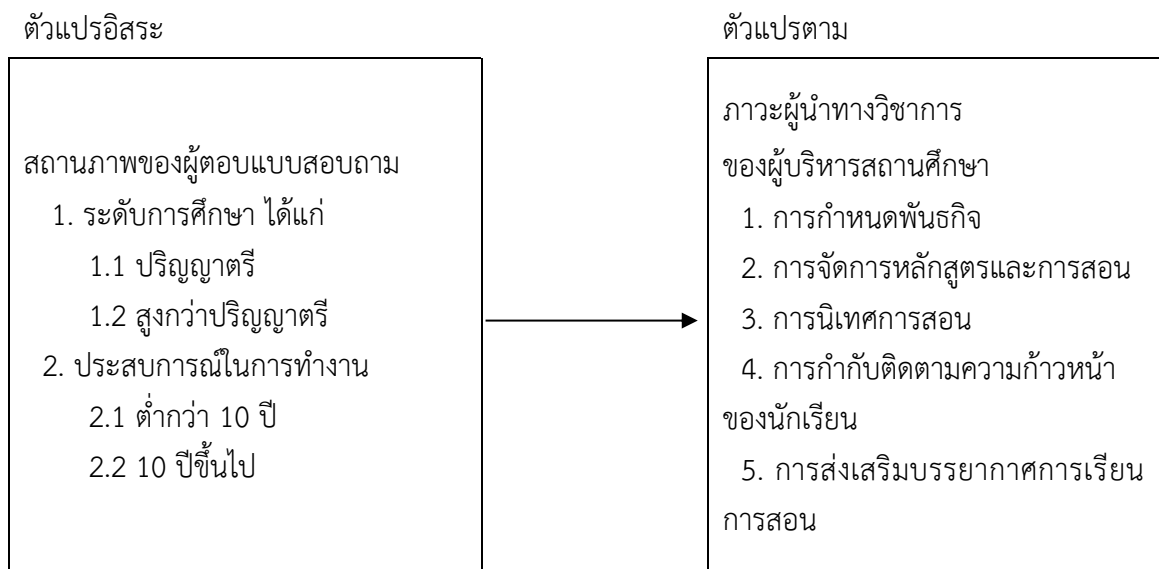 ตัวแปรอิสระ
สถานภาพของผู้ตอบแบบสอบถาม
1. ระดับการศึกษา ได้แก่
1.1 ปริญญาตรี
1.2 สูงกว่าปริญญาตรี
2. ประสบการณ์ในการทำงาน
2.1 ต่ำกว่า 10 ปี
2.2 10 ปีขึ้นไป
ตัวแปรตาม
ภาวะผู้นำทางวิชาการ
ของผู้บริหารสถานศึกษา
1. การกำหนดพันธกิจ
2. การจัดการหลักสูตรและการสอน
3. การนิเทศการสอน
4. การกำกับติดตามความก้าวหน้า
ของนักเรียน
5. การส่งเสริมบรรยากาศการเรียน
การสอน